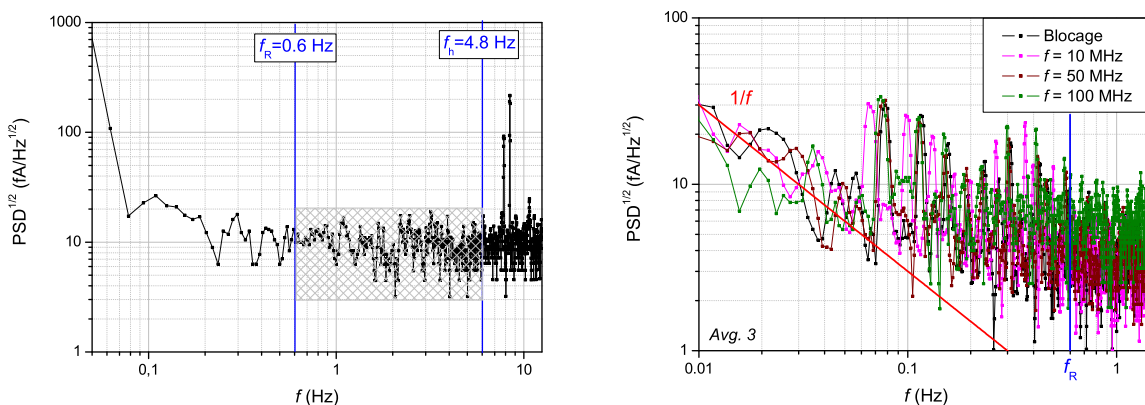 1000
100
10
1
PSD1/2 (fA/Hz1/2)
fR=0.6 Hz
fh=4.8 Hz
0,1
1
10
f (Hz)
100
10
1
PSD1/2 (fA/Hz1/2)
Blocage
f = 10 MHz
f = 50 MHz
f = 100 MHz
1/f
Avg. 3
fR
0.01
0.1
1
f (Hz)